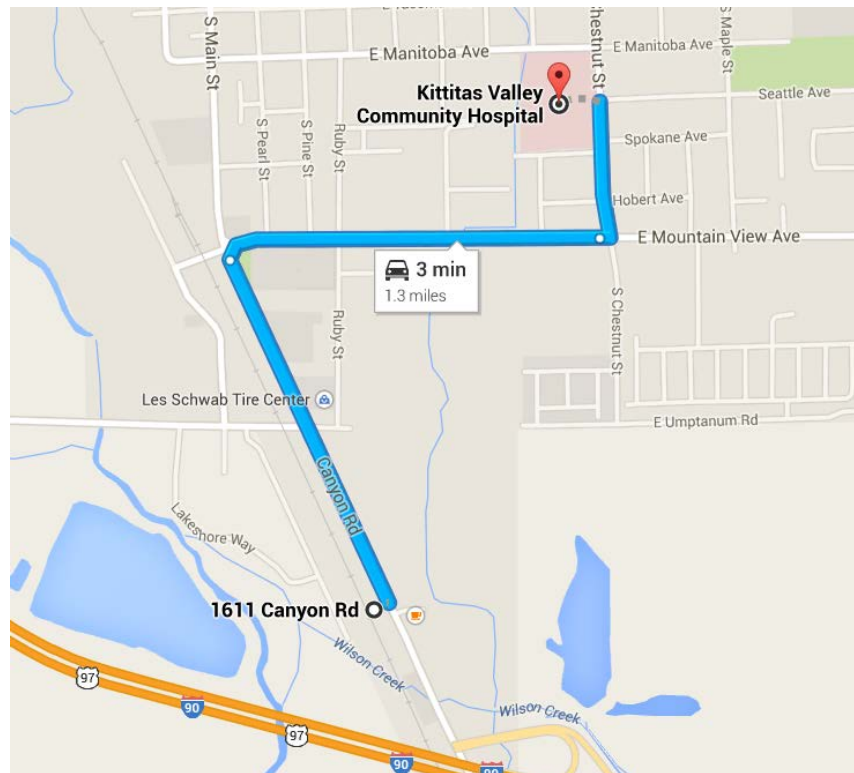 S Main St
E Manitoba Ave
E Manitoba Ave
Chestnut St
S Maple St
Kittitas Valley
Community Hospital
Seattle Ave
Spokane Ave
S Pearl St
S Pine St
Ruby St
Hobert Ave
E Mountain View Ave
3 min
1.3 miles
S Chestnut St
Ruby St
Les Schwab Tire Center
E Umptanum Rd
Canyon Rd
Lakeshore Way
1611 Canyon Rd
Wilson Creek
Wilson Creek
97
90
97
90
90